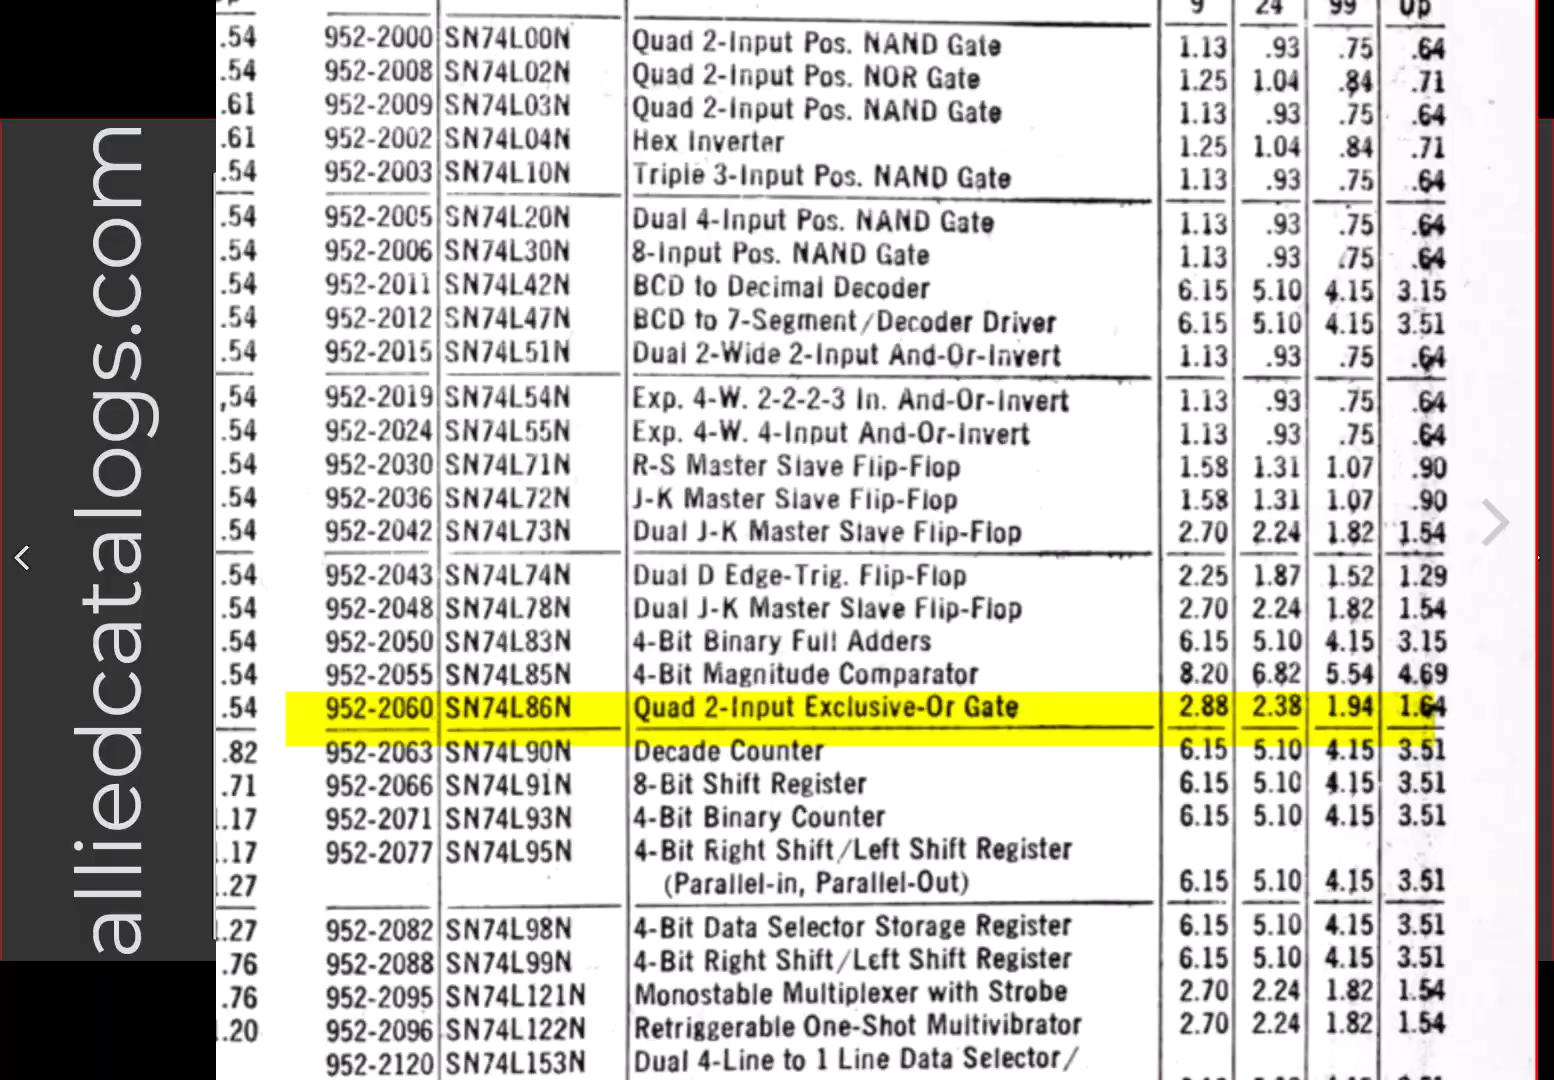 alliedcatalogs.com
9 24 99 Up
.54 952-2000 SN74L00N Quad 2-Input Pos. NAND Gate 1.13 .93 .75 .64
.54 952-2008 SN74L02N Quad 2-Input Pos. NOR Gate 1.25 1.04 .84 .71
.61 952-2009 SN74L03N Quad 2-Input Pos. NAND Gate 1.13 .93 .75 .64
.61 952-2002 SN74L04N Hex Inverter 1.25 1.04 .84 .71
.54 952-2003 SN74L10N Triple 3-Input Pos. NAND Gate 1.13 .93 .75 .64
.54 952-2005 SN74L20N Dual 4-Input Pos. NAND Gate 1.13 .93 .75 .64
.54 952-2006 SN74L30N 8-Input Pos. NAND Gate 1.13 .93 .75 .64
.54 952-2011 SN74L42N BCD to Decimal Decoder 6.15 5.10 4.15 3.15
.54 952-2012 SN74L47N BCD to 7-Segment/Decoder Driver 6.15 5.10 4.15 3.51
.54 952-2015 SN74L51N Dual 2-Wide 2-Input And-Or-Invert 1.13 .93 .75 .64
,54 952-2019 SN74L54N Exp. 4-W. 2-2-2-3 In. And-Or-Invert 1.13 .93 .75 .64
.54 952-2024 SN74L55N Exp. 4-W. 4-Input And-Or-Invert 1.13 .93 .75 .64
.54 952-2030 SN74L71N R-S Master Slave Flip-Flop 1.58 1.31 1.07 .90
.54 952-2036 SN74L72N J-K Master Slave Flip-Flop 1.58 1.31 1.07 .90
.54 952-2042 SN74L73N Dual J-K Master Slave Flip-Flop 2.70 2.24 1.82 1.54
.54 952-2043 SN74L74N Dual D Edge-Trig. Flip-Flop 2.25 1.87 1.52 1.29
.54 952-2048 SN74L78N Dual J-K Master Slave Flip-Flop 2.70 2.24 1.82 1.54
.54 952-2050 SN74L83N 4-Bit Binary Full Adders 6.15 5.10 4.15 3.15
.54 952-2055 SN74L85N 4-Bit Magnitude Comparator 8.20 6.82 5.54 4.69
.54 952-2060 SN74L86N Quad 2-Input Exclusive-Or Gate 2.88 2.38 1.94 1.64
.82 952-2063 SN74L90N Decade Counter 6.15 5.10 4.15 3.51
.71 952-2066 SN74L91N 8-Bit Shift Register 6.15 5.10 4.15 3.51
.17 952-2071 SN74L93N 4-Bit Binary Counter 6.15 5.10 4.15 3.51
.17 952-2077 SN74L95N 4-Bit Right Shift/Left Shift Register
.27 (Parallel-in, Parallel-Out) 6.15 5.10 4.15 3.51
.27 952-2082 SN74L98N 4-Bit Data Selector Storage Register 6.15 5.10 4.15 3.51
.76 952-2088 SN74L99N 4-Bit Right Shift/Left Shift Register 6.15 5.10 4.15 3.51
.76 952-2095 SN74L121N Monostable Multiplexer with Strobe 2.70 2.24 1.82 1.54
.20 952-2096 SN74L122N Retriggerable One-Shot Multivibrator 2.70 2.24 1.82 1.54
952-2120 SN74L153N Dual 4-Line to 1 Line Data Selector/